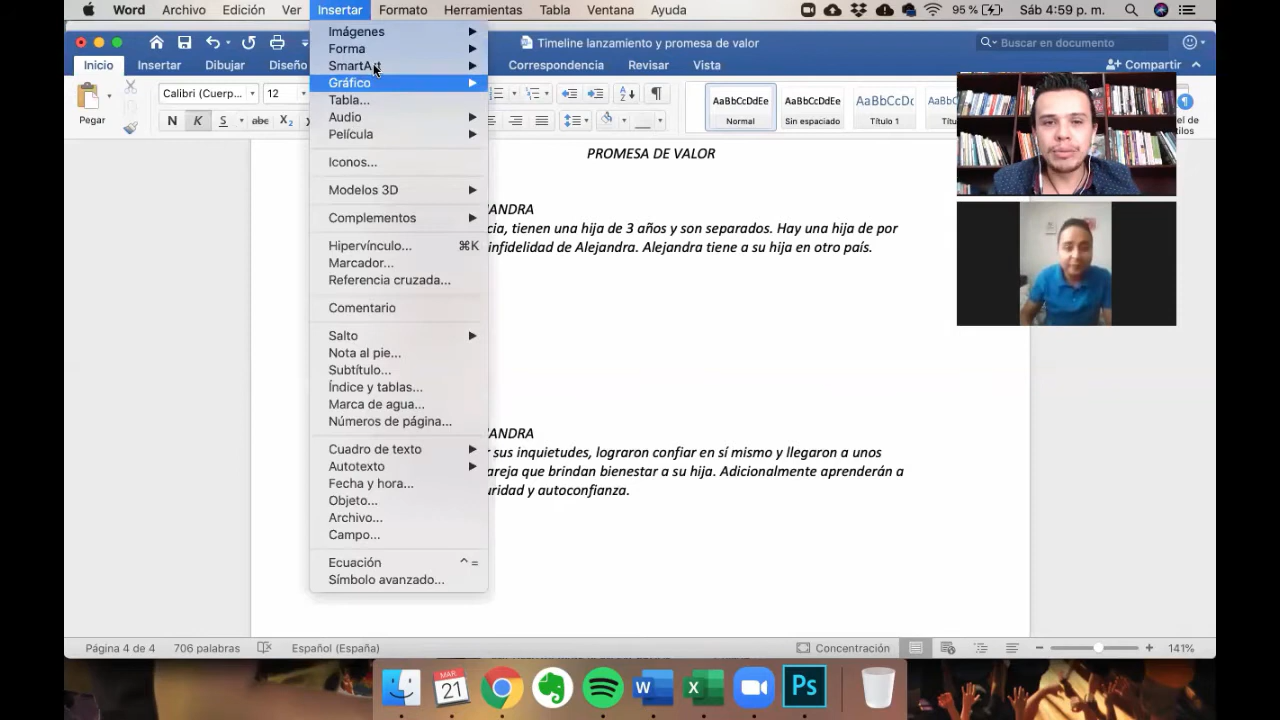 Word Archivo Edición Ver Insertar Formato Herramientas Tabla Ventana Ayuda 95 % Sáb 4:59 p. m.
Timeline lanzamiento y promesa de valor Buscar en documento
Inicio Insertar Dibujar Diseño Correspondencia Revisar Vista Compartir
Pegar
Calibri (Cuerp... 12
N K S abc X2
AaBbCcDdEe AaBbCcDdEe AaBbCcDc
Normal Sin espaciado Título 1
Imágenes
Forma
SmartArt
Gráfico
Tabla...
Audio
Película
Iconos...
Modelos 3D
Complementos
Hipervínculo... ⌘K
Marcador...
Referencia cruzada...
Comentario
Salto
Nota al pie...
Subtítulo...
Índice y tablas...
Marca de agua...
Números de página...
Cuadro de texto
Autotexto
Fecha y hora...
Objeto...
Archivo...
Campo...
Ecuación ^ =
Símbolo avanzado...
PROMESA DE VALOR
tienen una hija de 3 años y son separados. Hay una hija de por
infidelidad de Alejandra. Alejandra tiene a su hija en otro país.
sus inquietudes, lograron confiar en sí mismo y llegaron a unos
que brindan bienestar a su hija. Adicionalmente aprenderán a
y autoconfianza.
Página 4 de 4 706 palabras Español (España) Concentración 141%
MAR
21
W X Ps